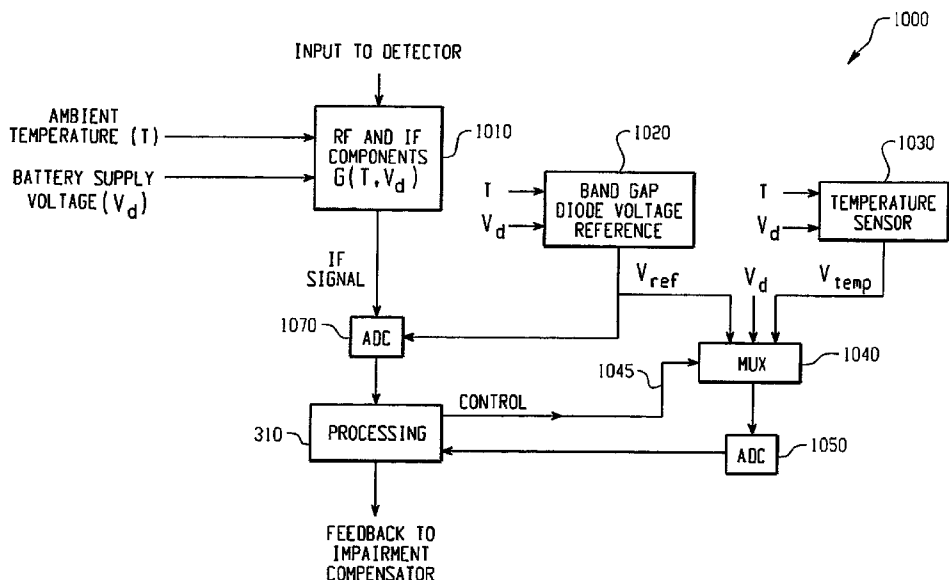 1000
INPUT TO DETECTOR
AMBIENT
TEMPERATURE (T)
BATTERY SUPPLY
VOLTAGE (Vd)
RF AND IF
COMPONENTS
G(T, Vd)
1010
1020
T
Vd
BAND GAP
DIODE VOLTAGE
REFERENCE
1030
T
Vd
TEMPERATURE
SENSOR
IF
SIGNAL
Vref
Vd
Vtemp
1070
ADC
1045
MUX
1040
CONTROL
310
PROCESSING
ADC
1050
FEEDBACK TO
IMPAIRMENT
COMPENSATOR